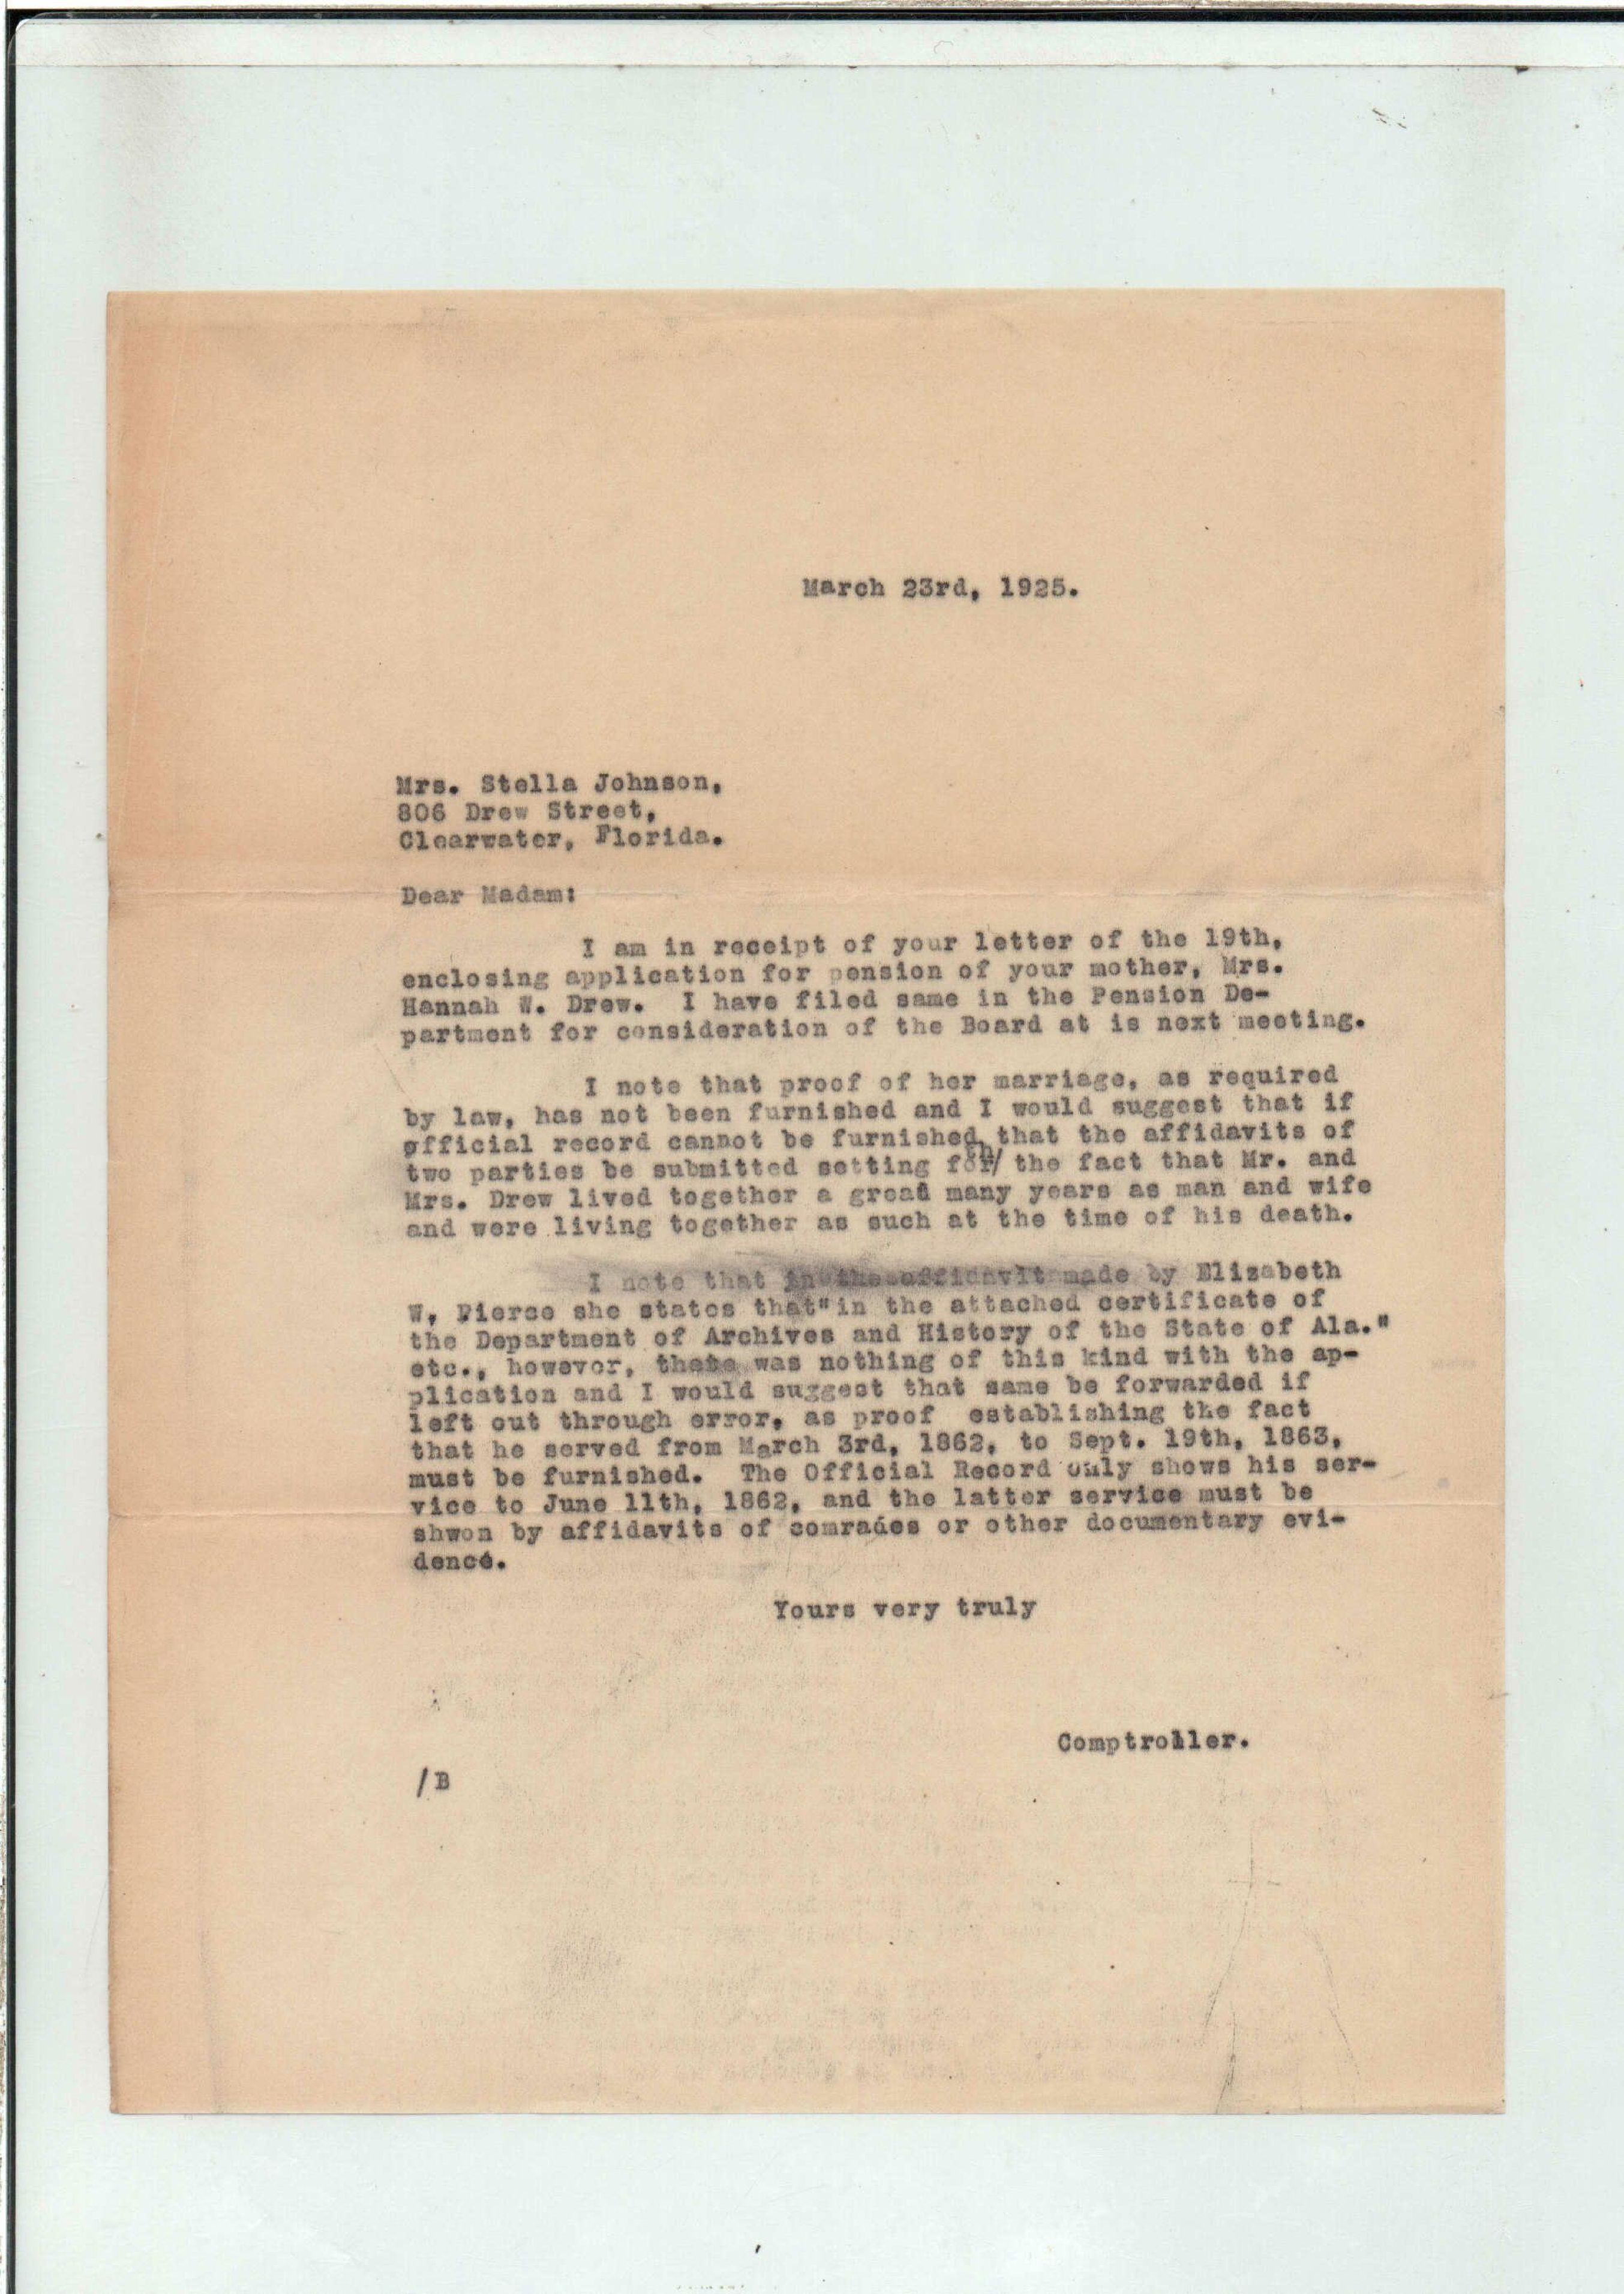 March 23rd, 1925.
Mrs. Stella Johnson,
806 Drew Street,
Clearwater, Florida.
Dear Madam:
I am in receipt of your letter of the 19th,
enclosing application for pension of your mother, Mrs.
Hannah W. Drew. I have filed same in the Pension De-
partment for consideration of the Board at is next meeting.
I note that proof of her marriage, as required
by law, has not been furnished and I would suggest that if
official record cannot be furnished that the affidavits of
two parties be submitted setting forth/ the fact that Mr. and
Mrs. Drew lived together a great many years as man and wife
and were living together as such at the time of his death.
I note that in the affidavit made by Elizabeth
W, Pierce she states that"in the attached certificate of
the Department of Archives and History of the State of Ala."
etc., however, there was nothing of this kind with the ap-
plication and I would suggest that same be forwarded if
left out through error, as proof establishing the fact
that he served from March 3rd, 1862, to Sept. 19th, 1863,
must be furnished. The Official Record only shows his ser-
vice to June 11th, 1862, and the latter service must be
shwon by affidavits of comrades or other documentary evi-
dence.
Yours very truly
Comptroller.
/B